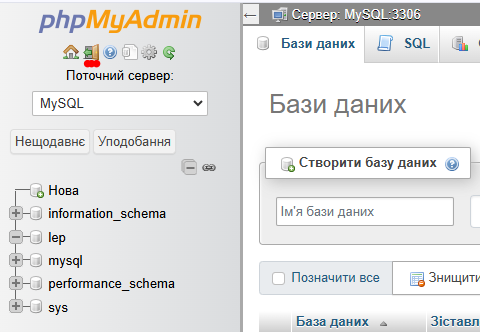 phpMyAdmin
Поточний сервер:
MySQL
Нещодавнє
Уподобання
Нова
information_schema
lep
mysql
performance_schema
sys
Сервер: MySQL:3306
Бази даних
SQL
Бази даних
Створити базу даних
Ім'я бази даних
Позначити все
Знищити
База даних